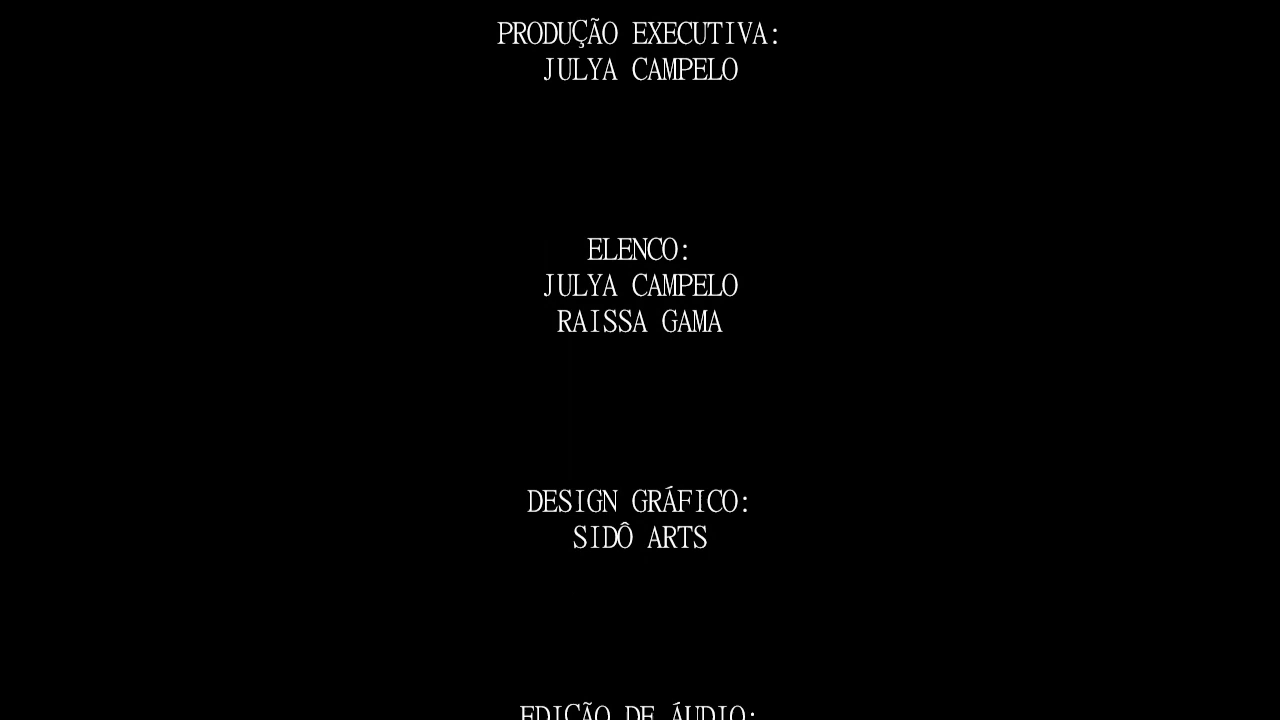 PRODUÇÃO EXECUTIVA:
JULYA CAMPELO
ELENCO:
JULYA CAMPELO
RAISSA GAMA
DESIGN GRÁFICO:
SIDÔ ARTS
EDIÇÃO DE ÁUDIO: